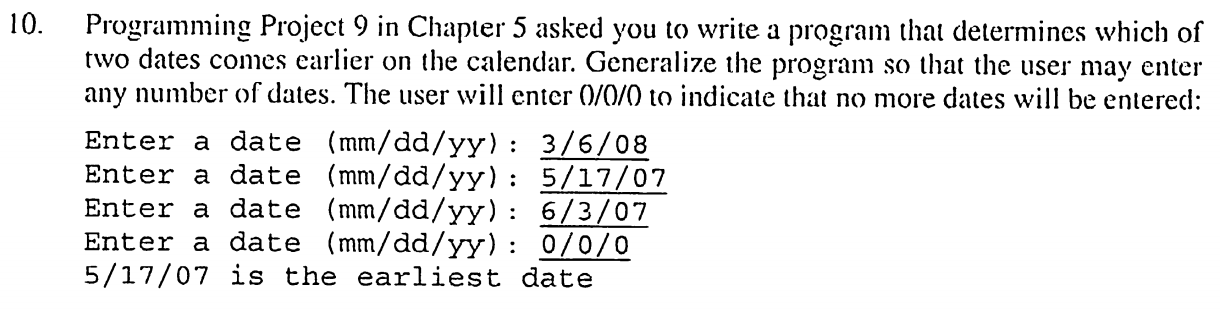 10. Programming Project 9 in Chapter 5 asked you to write a program that determines which of
two dates comes earlier on the calendar. Generalize the program so that the user may enter
any number of dates. The user will enter 0/0/0 to indicate that no more dates will be entered:
Enter a date (mm/dd/yy): 3/6/08
Enter a date (mm/dd/yy): 5/17/07
Enter a date (mm/dd/yy): 6/3/07
Enter a date (mm/dd/yy): 0/0/0
5/17/07 is the earliest date